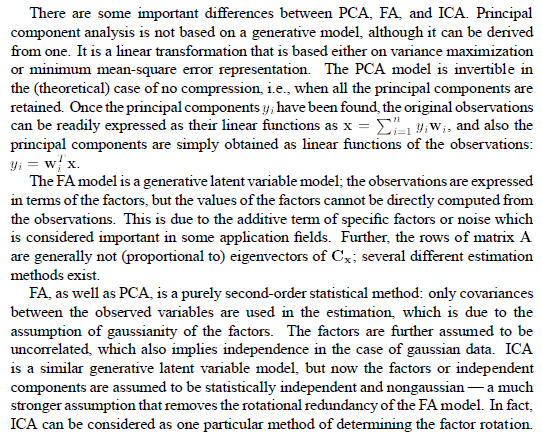 There are some important differences between PCA, FA, and ICA. Principal
component analysis is not based on a generative model, although it can be derived
from one. It is a linear transformation that is based either on variance maximization
or minimum mean-square error representation. The PCA model is invertible in
the (theoretical) case of no compression, i.e., when all the principal components are
retained. Once the principal components yᵢ have been found, the original observations
can be readily expressed as their linear functions as x = ∑ⁿᵢ₌₁ yᵢwᵢ, and also the
principal components are simply obtained as linear functions of the observations:
yᵢ = wᵢᵀx.
The FA model is a generative latent variable model; the observations are expressed
in terms of the factors, but the values of the factors cannot be directly computed from
the observations. This is due to the additive term of specific factors or noise which
is considered important in some application fields. Further, the rows of matrix A
are generally not (proportional to) eigenvectors of Cₓ; several different estimation
methods exist.
FA, as well as PCA, is a purely second-order statistical method: only covariances
between the observed variables are used in the estimation, which is due to the
assumption of gaussianity of the factors. The factors are further assumed to be
uncorrelated, which also implies independence in the case of gaussian data. ICA
is a similar generative latent variable model, but now the factors or independent
components are assumed to be statistically independent and nongaussian — a much
stronger assumption that removes the rotational redundancy of the FA model. In fact,
ICA can be considered as one particular method of determining the factor rotation.